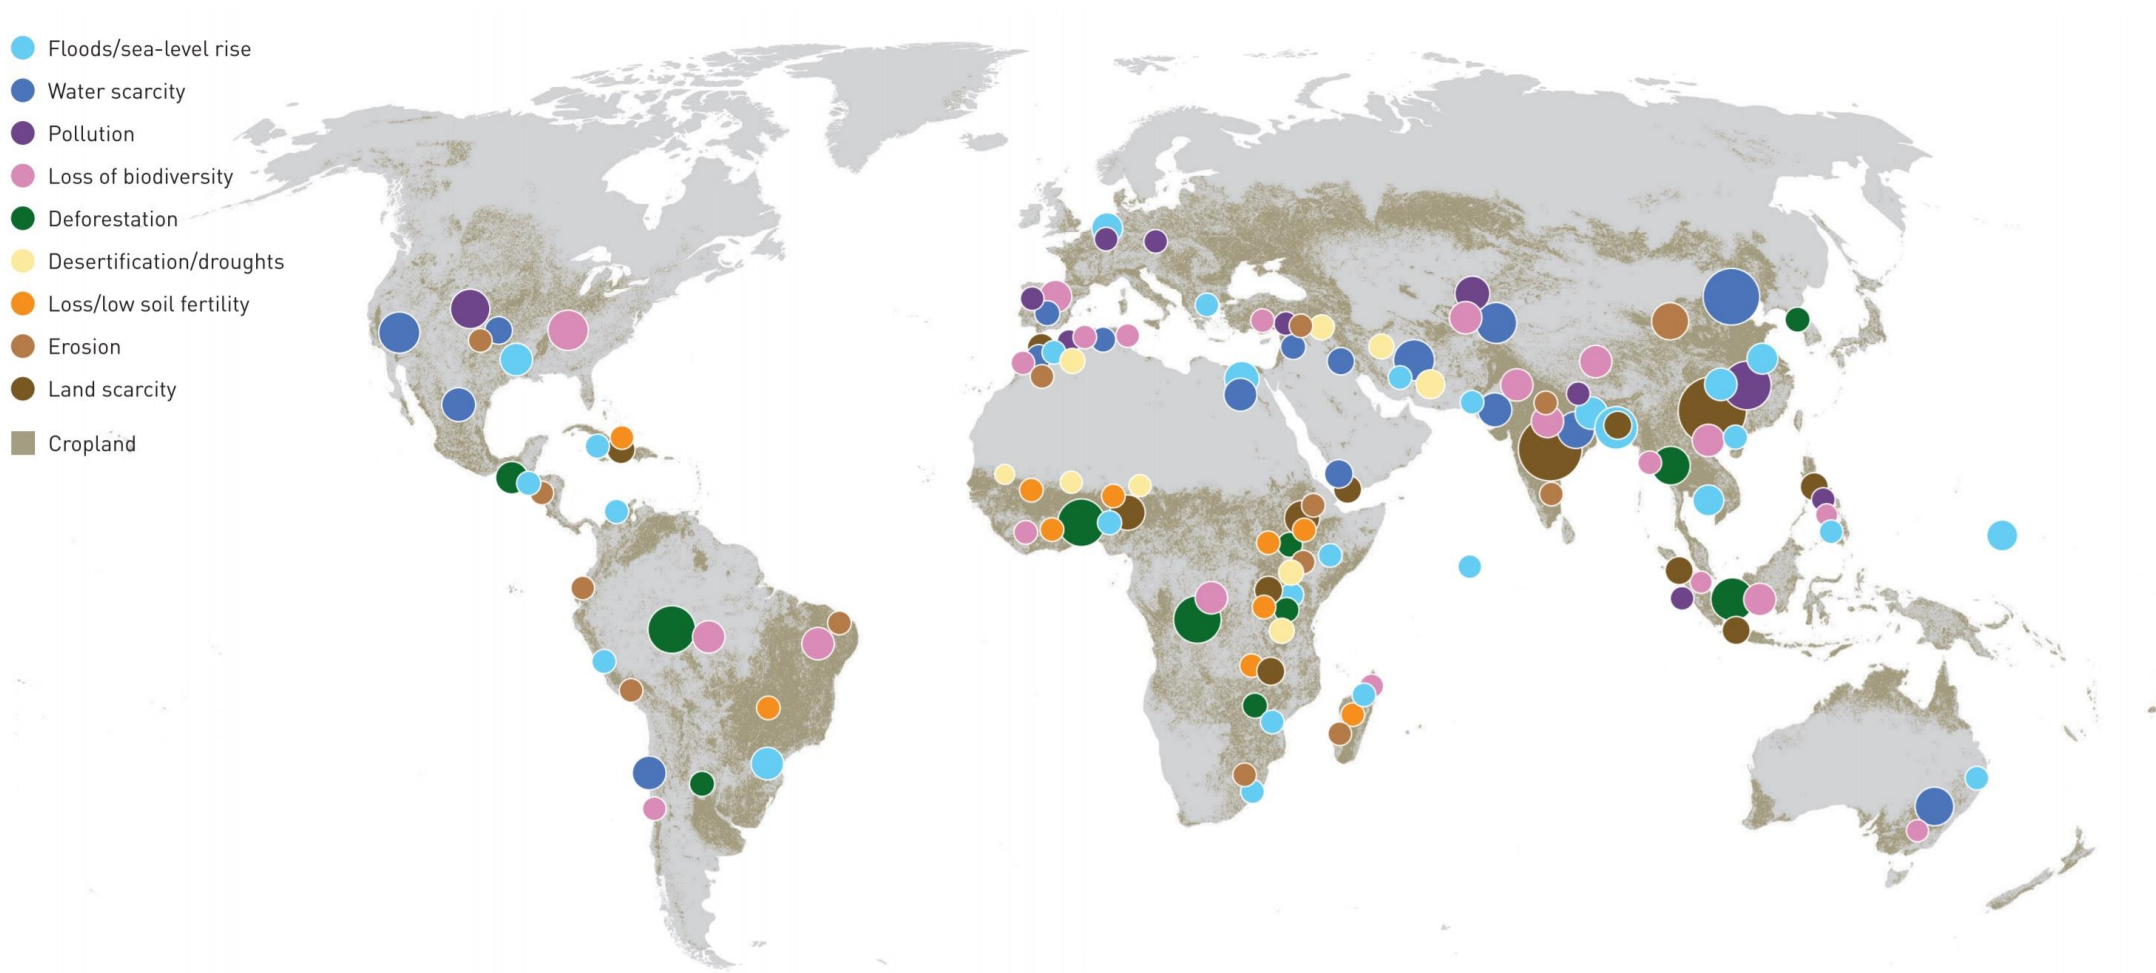 Floods/sea-level rise
Water scarcity
Pollution
Loss of biodiversity
Deforestation
Desertification/droughts
Loss/low soil fertility
Erosion
Land scarcity
Cropland